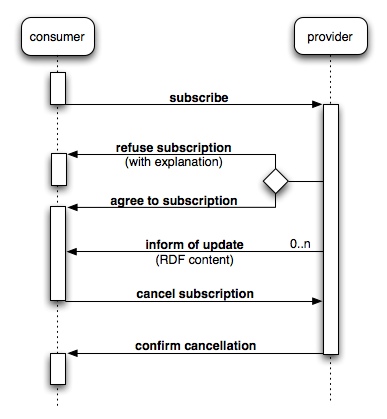 consumer
provider
subscribe
refuse subscription
(with explanation)
agree to subscription
inform of update
0..n
(RDF content)
cancel subscription
confirm cancellation